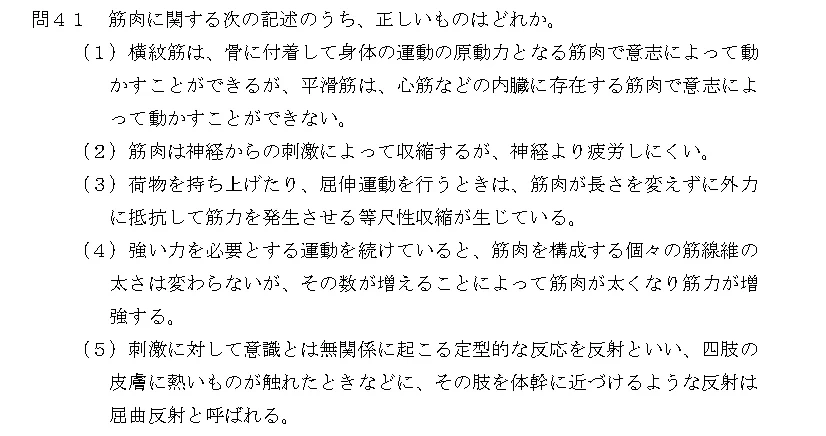 問４１　筋肉に関する次の記述のうち、正しいものはどれか。
（１）横紋筋は、骨に付着して身体の運動の原動力となる筋肉で意志によって動
かすことができるが、平滑筋は、心筋などの内臓に存在する筋肉で意志によ
って動かすことができない。
（２）筋肉は神経からの刺激によって収縮するが、神経より疲労しにくい。
（３）荷物を持ち上げたり、屈伸運動を行うときは、筋肉が長さを変えずに外力
に抵抗して筋力を発生させる等尺性収縮が生じている。
（４）強い力を必要とする運動を続けていると、筋肉を構成する個々の筋線維の
太さは変わらないが、その数が増えることによって筋肉が太くなり筋力が増
強する。
（５）刺激に対して意識とは無関係に起こる定型的な反応を反射といい、四肢の
皮膚に熱いものが触れたときなどに、その肢を体幹に近づけるような反射は
屈曲反射と呼ばれる。